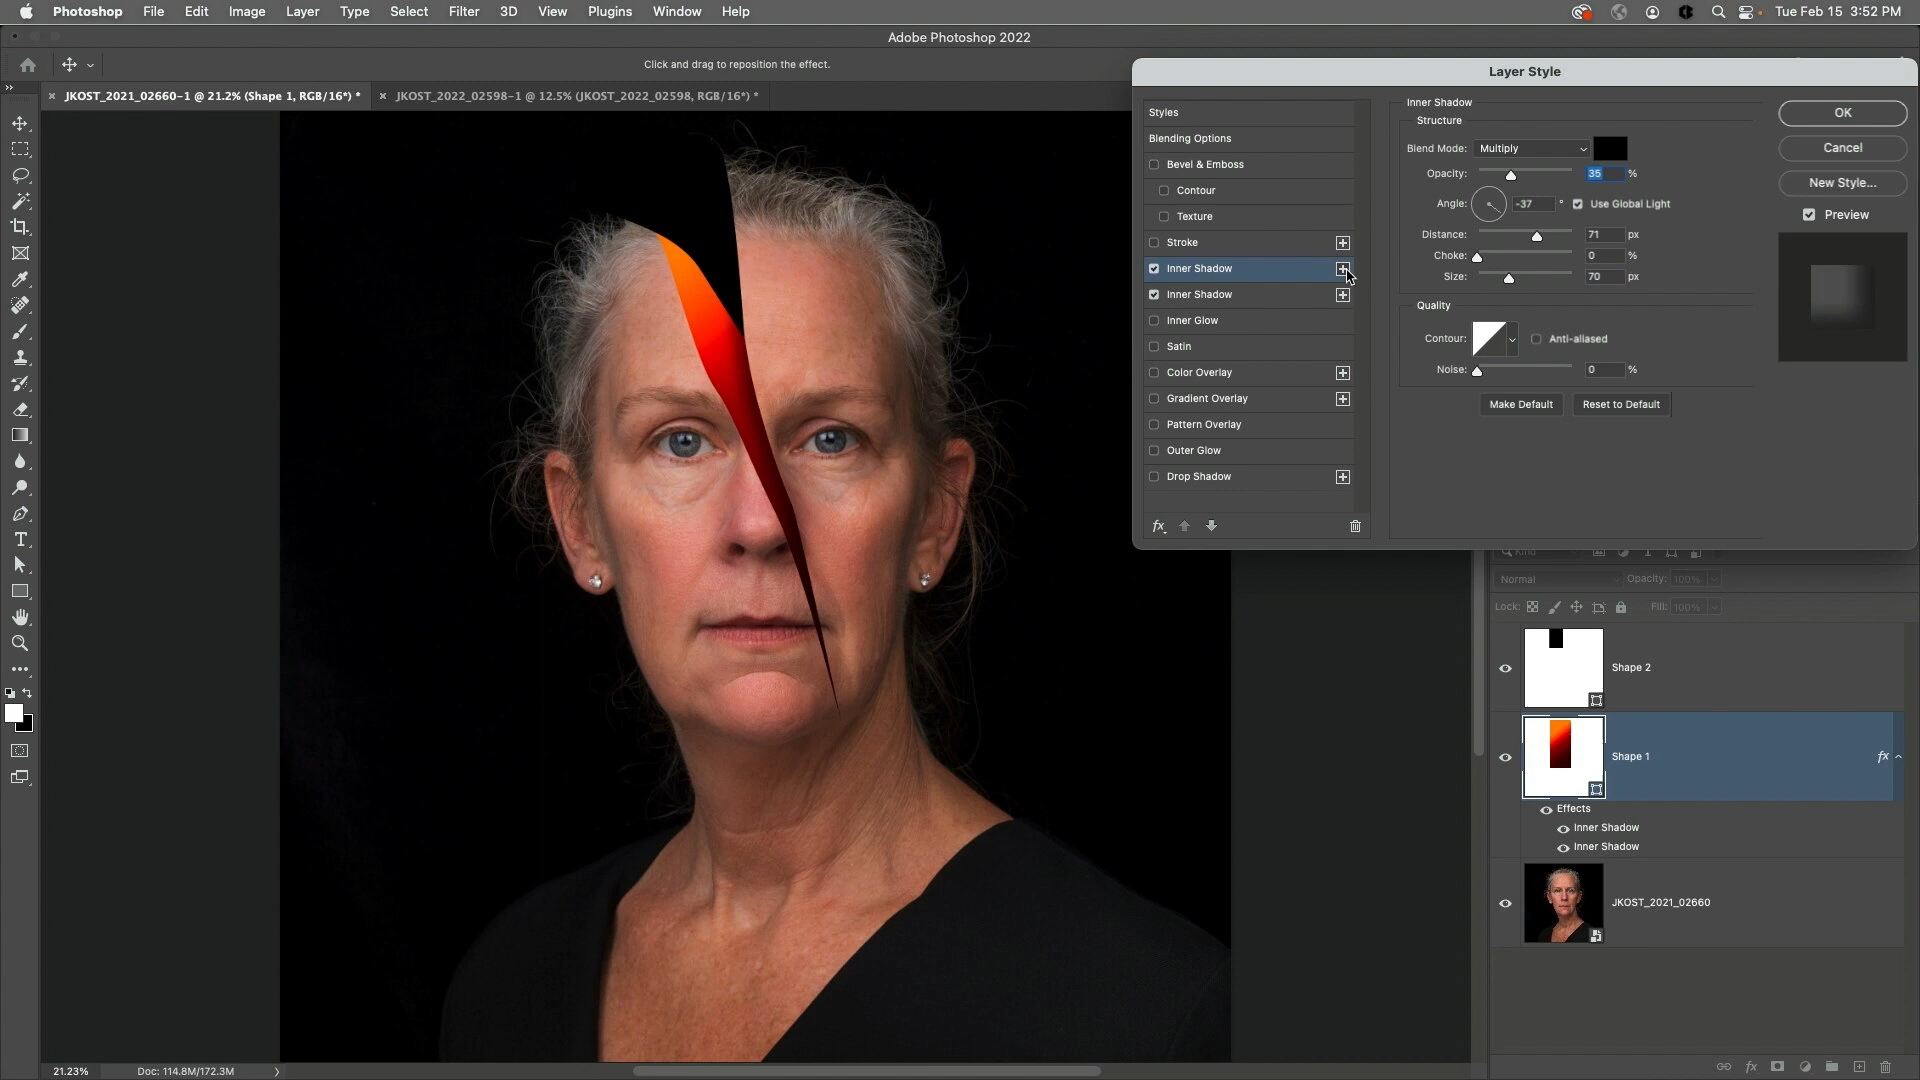 Photoshop File Edit Image Layer Type Select Filter 3D View Plugins Window Help Tue Feb 15 3:52 PM
Adobe Photoshop 2022
Click and drag to reposition the effect.
JKOST_2021_02660-1 @ 21.2% (Shape 1, RGB/16*) * JKOST_2022_02598-1 @ 12.5% (JKOST_2022_02598, RGB/16*) *
Layer Style
Styles
Blending Options
Bevel & Emboss
Contour
Texture
Stroke
Inner Shadow
Inner Shadow
Inner Glow
Satin
Color Overlay
Gradient Overlay
Pattern Overlay
Outer Glow
Drop Shadow
fx
Inner Shadow
Structure
Blend Mode: Multiply
Opacity: 35 %
Angle: -37 ° Use Global Light
Distance: 71 px
Choke: 0 %
Size: 70 px
Quality
Contour: Anti-aliased
Noise: 0 %
Make Default Reset to Default
OK
Cancel
New Style...
Preview
Kind
Normal Opacity: 100%
Lock: Fill: 100%
Shape 2
Shape 1 fx
Effects
Inner Shadow
Inner Shadow
JKOST_2021_02660
21.23% Doc: 114.8M/172.3M
fx